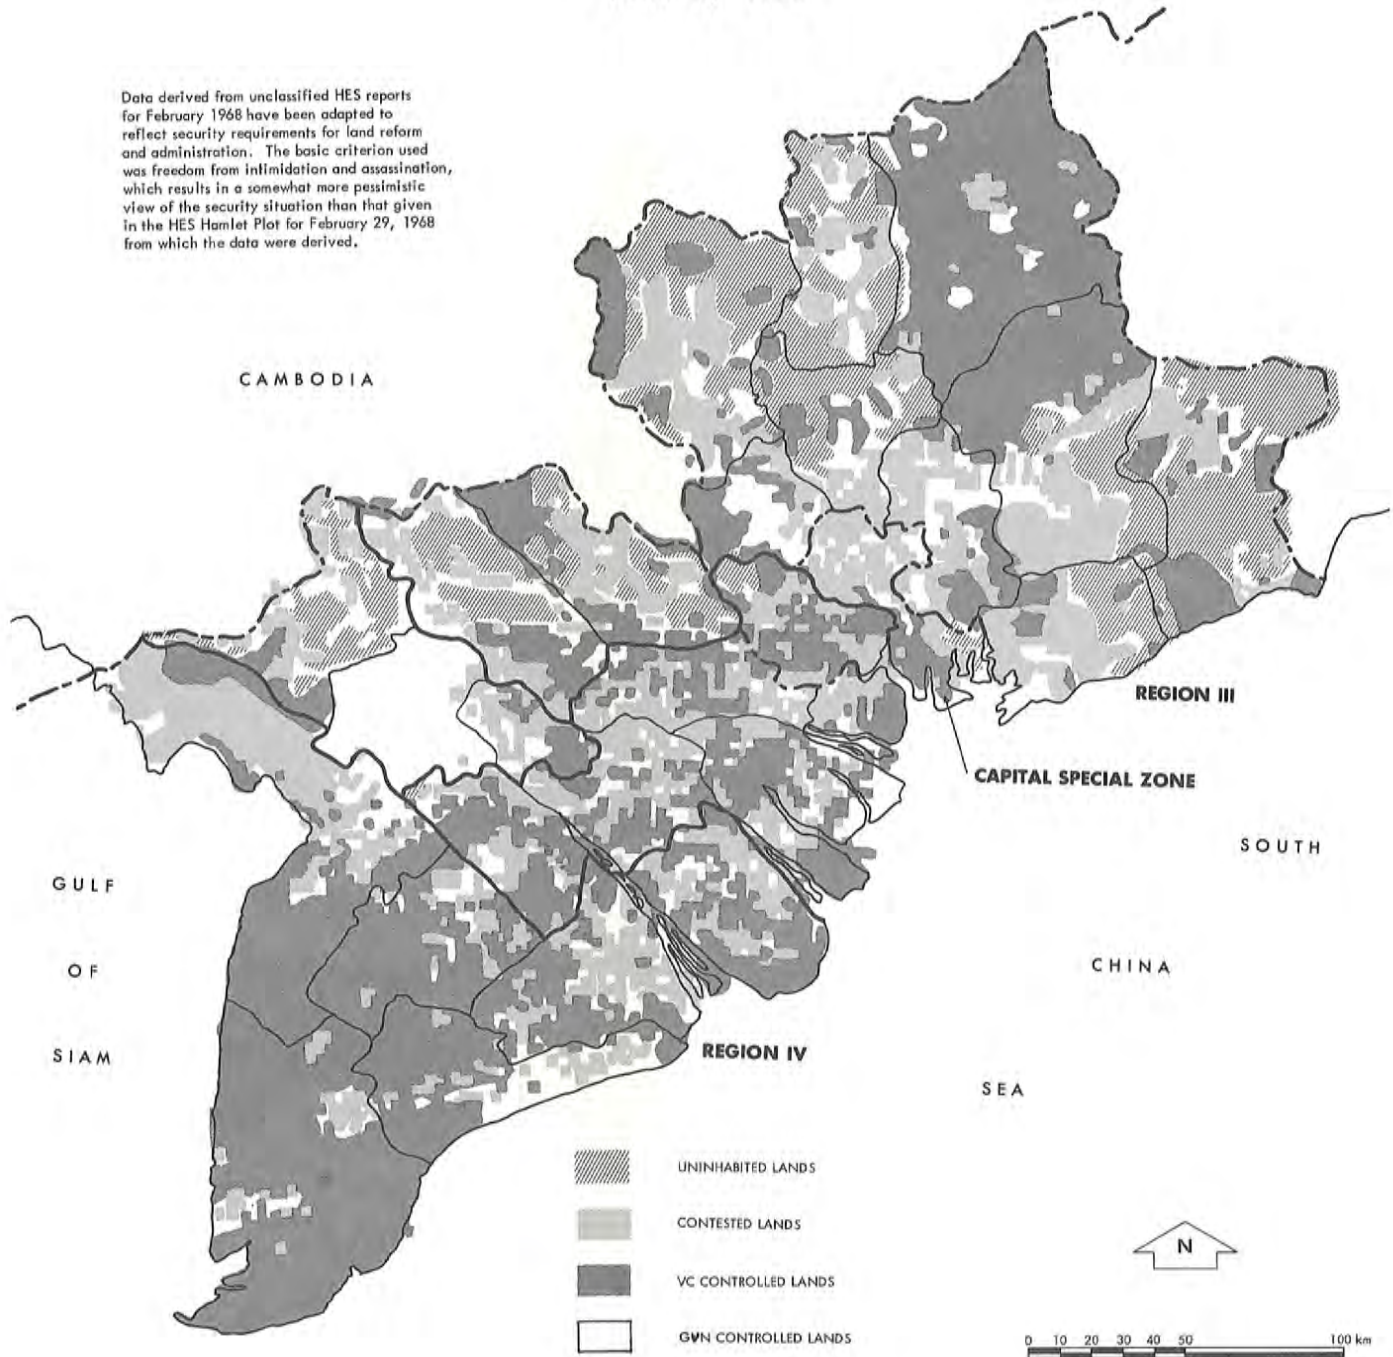 Data derived from unclassified HES reports
for February 1968 have been adapted to
reflect security requirements for land reform
and administration. The basic criterion used
was freedom from intimidation and assassination,
which results in a somewhat more pessimistic
view of the security situation than that given
in the HES Hamlet Plot for February 29, 1968
from which the data were derived.
CAMBODIA
REGION III
CAPITAL SPECIAL ZONE
SOUTH
GULF
CHINA
OF
SIAM
REGION IV
SEA
UNINHABITED LANDS
CONTESTED LANDS
VC CONTROLLED LANDS
GVN CONTROLLED LANDS
N
0 10 20 30 40 50 100 km